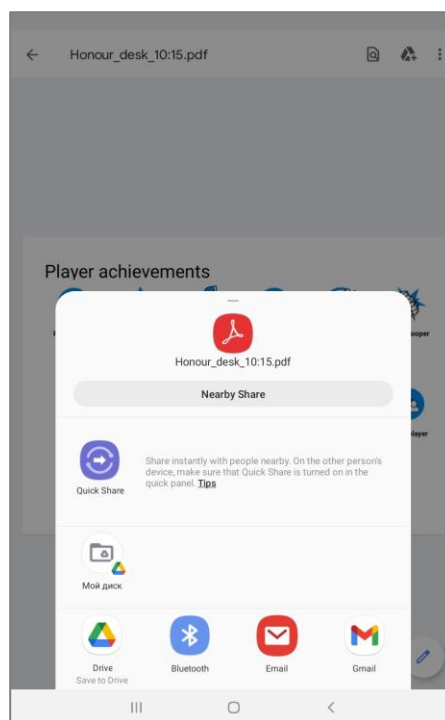 Honour_desk_10:15.pdf
Player achievements
Honour_desk_10:15.pdf
Nearby Share
Quick Share
Share instantly with people nearby. On the other person's
device, make sure that Quick Share is turned on in the
quick panel. Tips
Мой диск
Drive
Save to Drive
Bluetooth
Email
Gmail